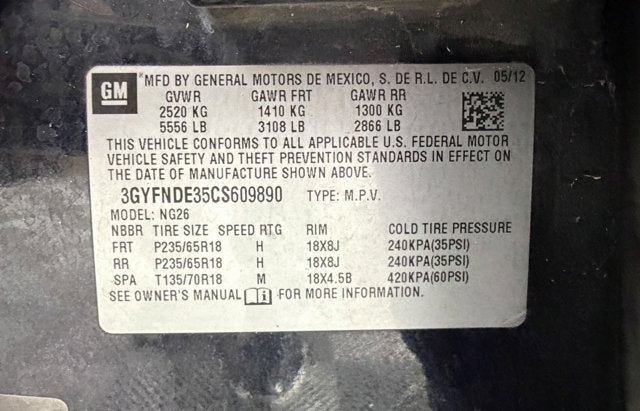 GM *MFD BY GENERAL MOTORS DE MEXICO, S. DE R.L. DE C.V. 05/12
GVWR GAWR FRT GAWR RR
2520 KG 1410 KG 1300 KG
5556 LB 3108 LB 2866 LB
THIS VEHICLE CONFORMS TO ALL APPLICABLE U.S. FEDERAL MOTOR
VEHICLE SAFETY AND THEFT PREVENTION STANDARDS IN EFFECT ON
THE DATE OF MANUFACTURE SHOWN ABOVE.
3GYFNDE35CS609890 TYPE: M.P.V.
MODEL: NG26
NBBR TIRE SIZE SPEED RTG RIM COLD TIRE PRESSURE
FRT P235/65R18 H 18X8J 240KPA(35PSI)
RR P235/65R18 H 18X8J 240KPA(35PSI)
SPA T135/70R18 M 18X4.5B 420KPA(60PSI)
SEE OWNER'S MANUAL FOR MORE INFORMATION.